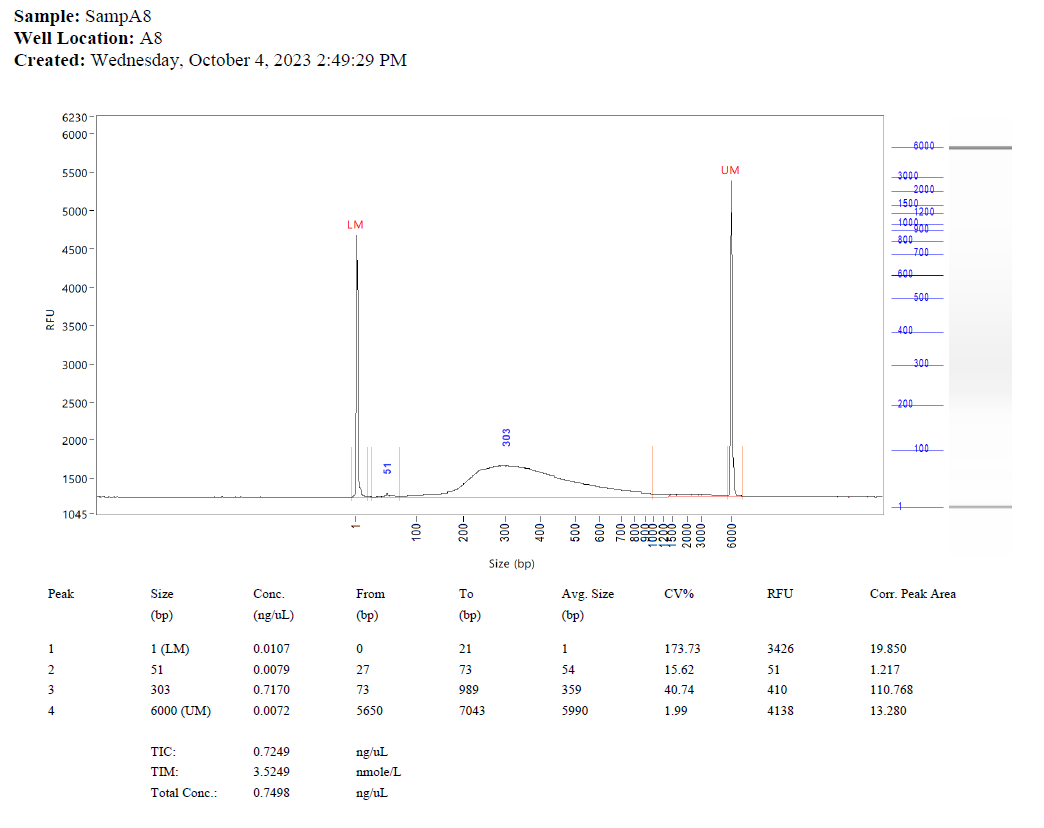 Sample: SampA8
Well Location: A8
Created: Wednesday, October 4, 2023 2:49:29 PM
6230
6000
5500
5000
4500
4000
3500
3000
2500
2000
1500
1045
RFU
LM
51
303
UM
1
100
200
300
400
500
600
700
800
900
1000
1200
1500
2000
3000
6000
Size (bp)
6000
3000
2000
1500
1200
1000
900
800
700
600
500
400
300
200
100
1
Peak Size Conc. From To Avg. Size CV% RFU Corr. Peak Area
(bp) (ng/uL) (bp) (bp) (bp)
1 1 (LM) 0.0107 0 21 1 173.73 3426 19.850
2 51 0.0079 27 73 54 15.62 51 1.217
3 303 0.7170 73 989 359 40.74 410 110.768
4 6000 (UM) 0.0072 5650 7043 5990 1.99 4138 13.280
TIC: 0.7249 ng/uL
TIM: 3.5249 nmole/L
Total Conc.: 0.7498 ng/uL